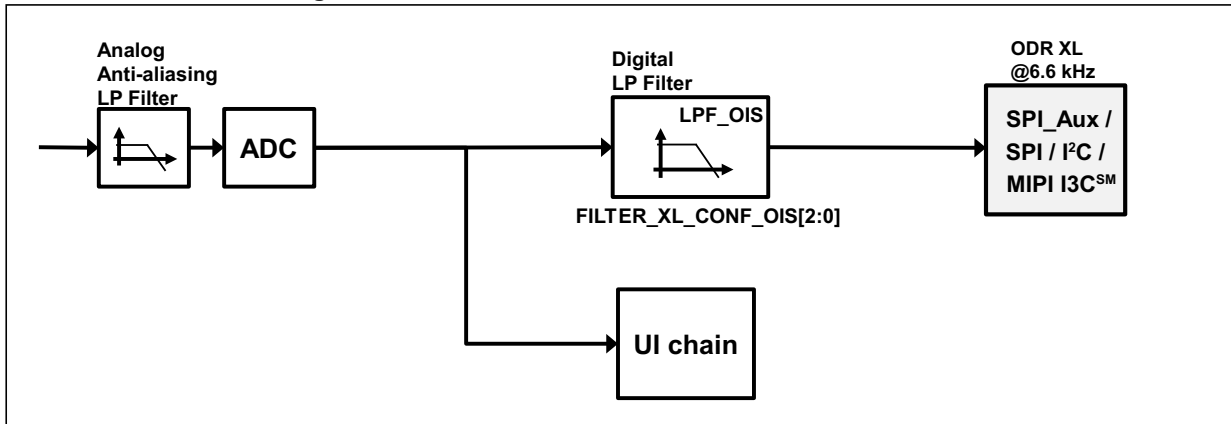 Analog
Anti-aliasing
LP Filter
ADC
Digital
LP Filter
LPF_OIS
FILTER_XL_CONF_OIS[2:0]
ODR XL
@6.6 kHz
SPI_Aux /
SPI / I²C /
MIPI I3Cˢᴹ
UI chain